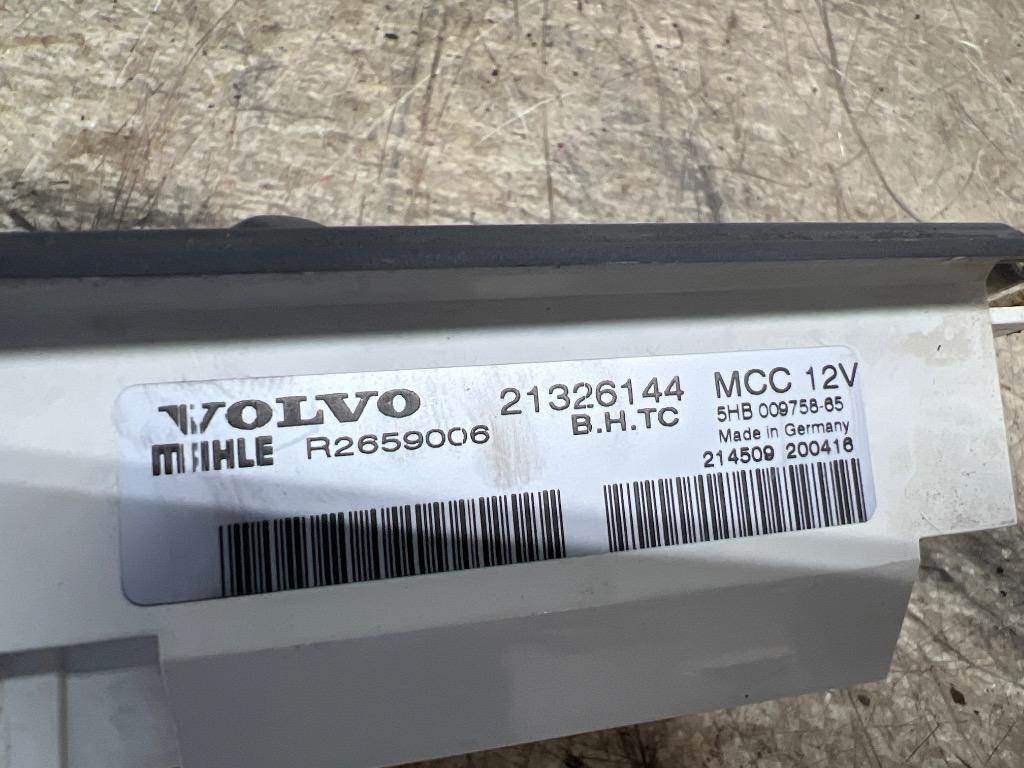 VOLVO 21326144 MCC 12V
MAHLE R2659006 B.H.TC 5HB 009758-65
Made in Germany
214509 200416